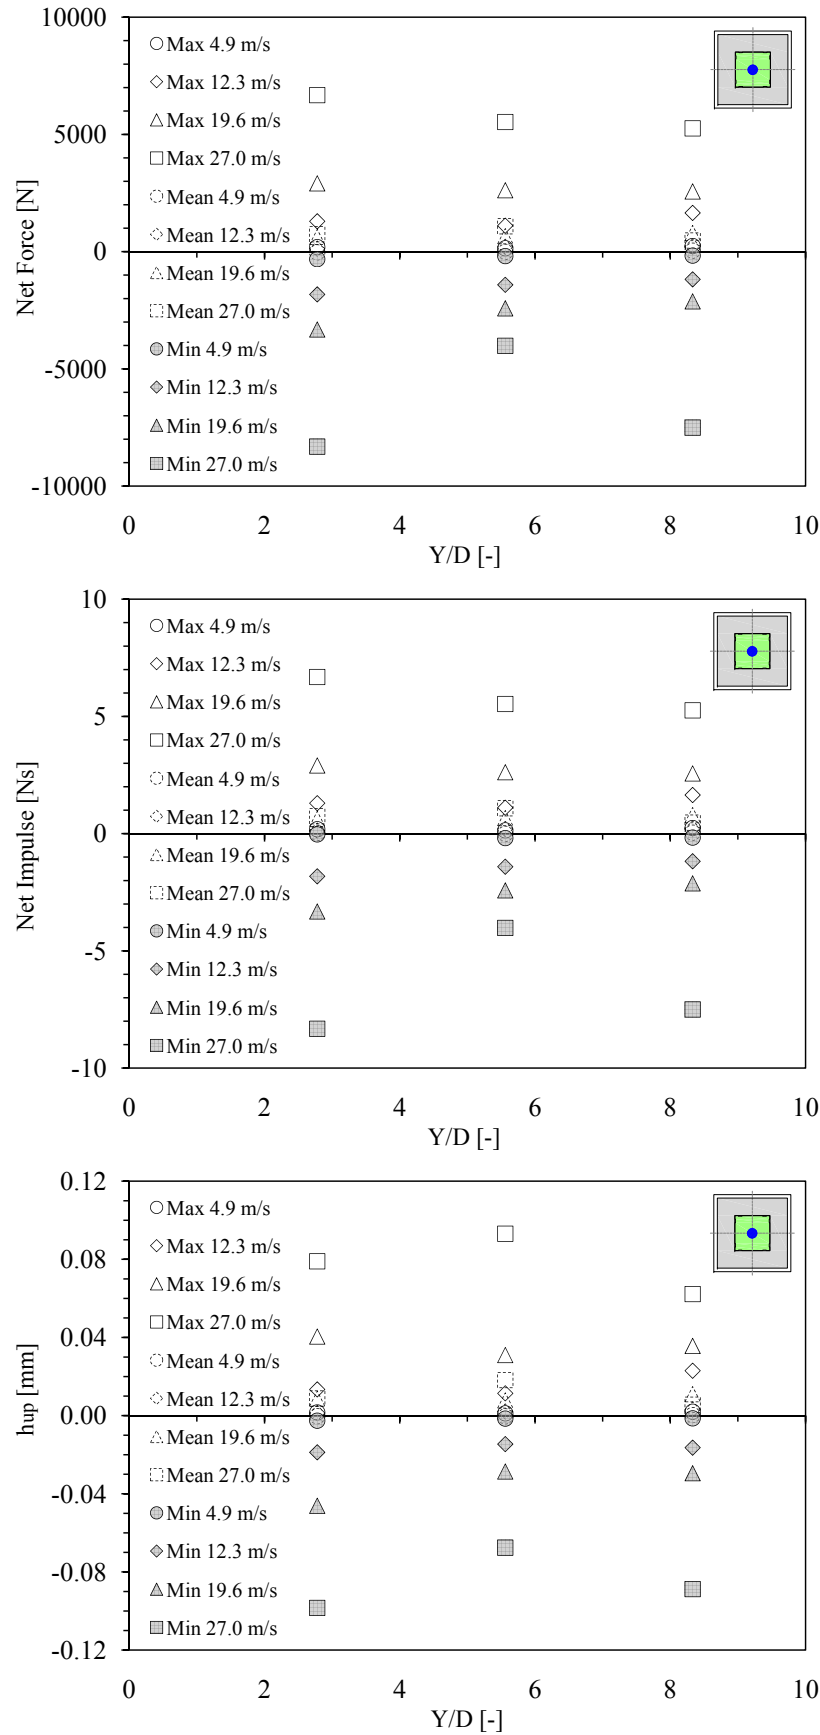 10000
5000
0
-5000
-10000
Net Force [N]
Max 4.9 m/s
Max 12.3 m/s
Max 19.6 m/s
Max 27.0 m/s
Mean 4.9 m/s
Mean 12.3 m/s
Mean 19.6 m/s
Mean 27.0 m/s
Min 4.9 m/s
Min 12.3 m/s
Min 19.6 m/s
Min 27.0 m/s
0 2 4 6 8 10
Y/D [-]
10
5
0
-5
-10
Net Impulse [Ns]
Max 4.9 m/s
Max 12.3 m/s
Max 19.6 m/s
Max 27.0 m/s
Mean 4.9 m/s
Mean 12.3 m/s
Mean 19.6 m/s
Mean 27.0 m/s
Min 4.9 m/s
Min 12.3 m/s
Min 19.6 m/s
Min 27.0 m/s
0 2 4 6 8 10
Y/D [-]
0.12
0.08
0.04
0.00
-0.04
-0.08
-0.12
hup [mm]
Max 4.9 m/s
Max 12.3 m/s
Max 19.6 m/s
Max 27.0 m/s
Mean 4.9 m/s
Mean 12.3 m/s
Mean 19.6 m/s
Mean 27.0 m/s
Min 4.9 m/s
Min 12.3 m/s
Min 19.6 m/s
Min 27.0 m/s
0 2 4 6 8 10
Y/D [-]